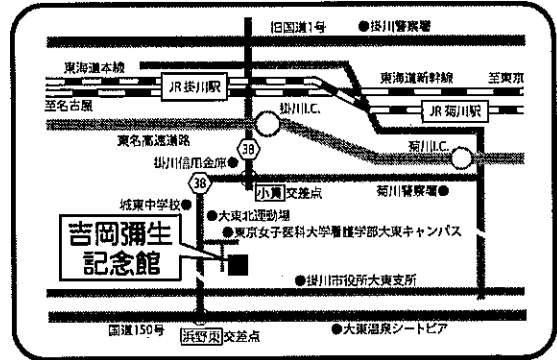 旧国道1号
●掛川警察署
東海道本線
東海道新幹線
至東京
JR掛川駅
至名古屋
掛川I.C.
JR菊川駅
東名高速道路
菊川I.C.
掛川信用金庫●
38
38
小貫交差点
菊川警察署●
城東中学校●
●大東北運動場
●東京女子医科大学看護学部大東キャンパス
吉岡彌生
記念館
●掛川市役所大東支所
国道150号
浜野東交差点
●大東温泉シートピア